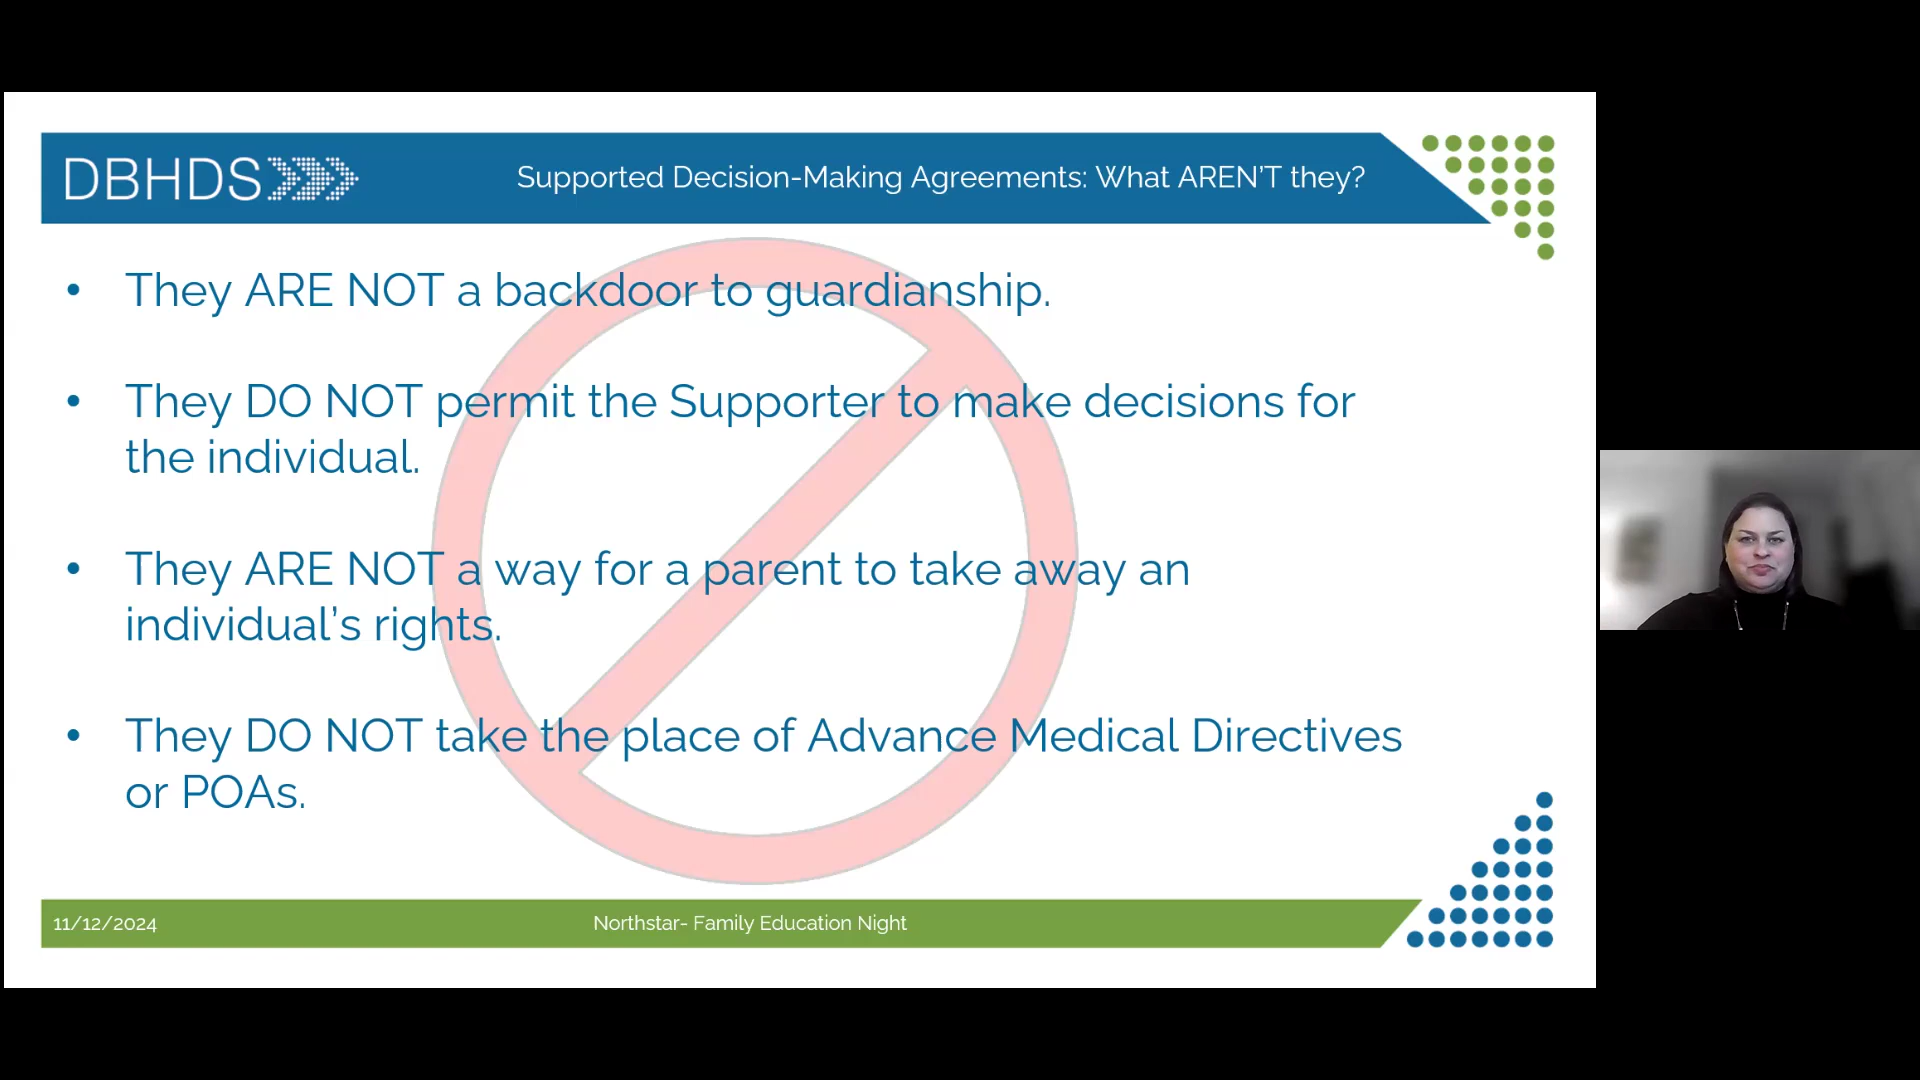 DBHDS
Supported Decision-Making Agreements: What AREN'T they?
• They ARE NOT a backdoor to guardianship.
• They DO NOT permit the Supporter to make decisions for
the individual.
• They ARE NOT a way for a parent to take away an
individual's rights.
• They DO NOT take the place of Advance Medical Directives
or POAs.
11/12/2024
Northstar- Family Education Night